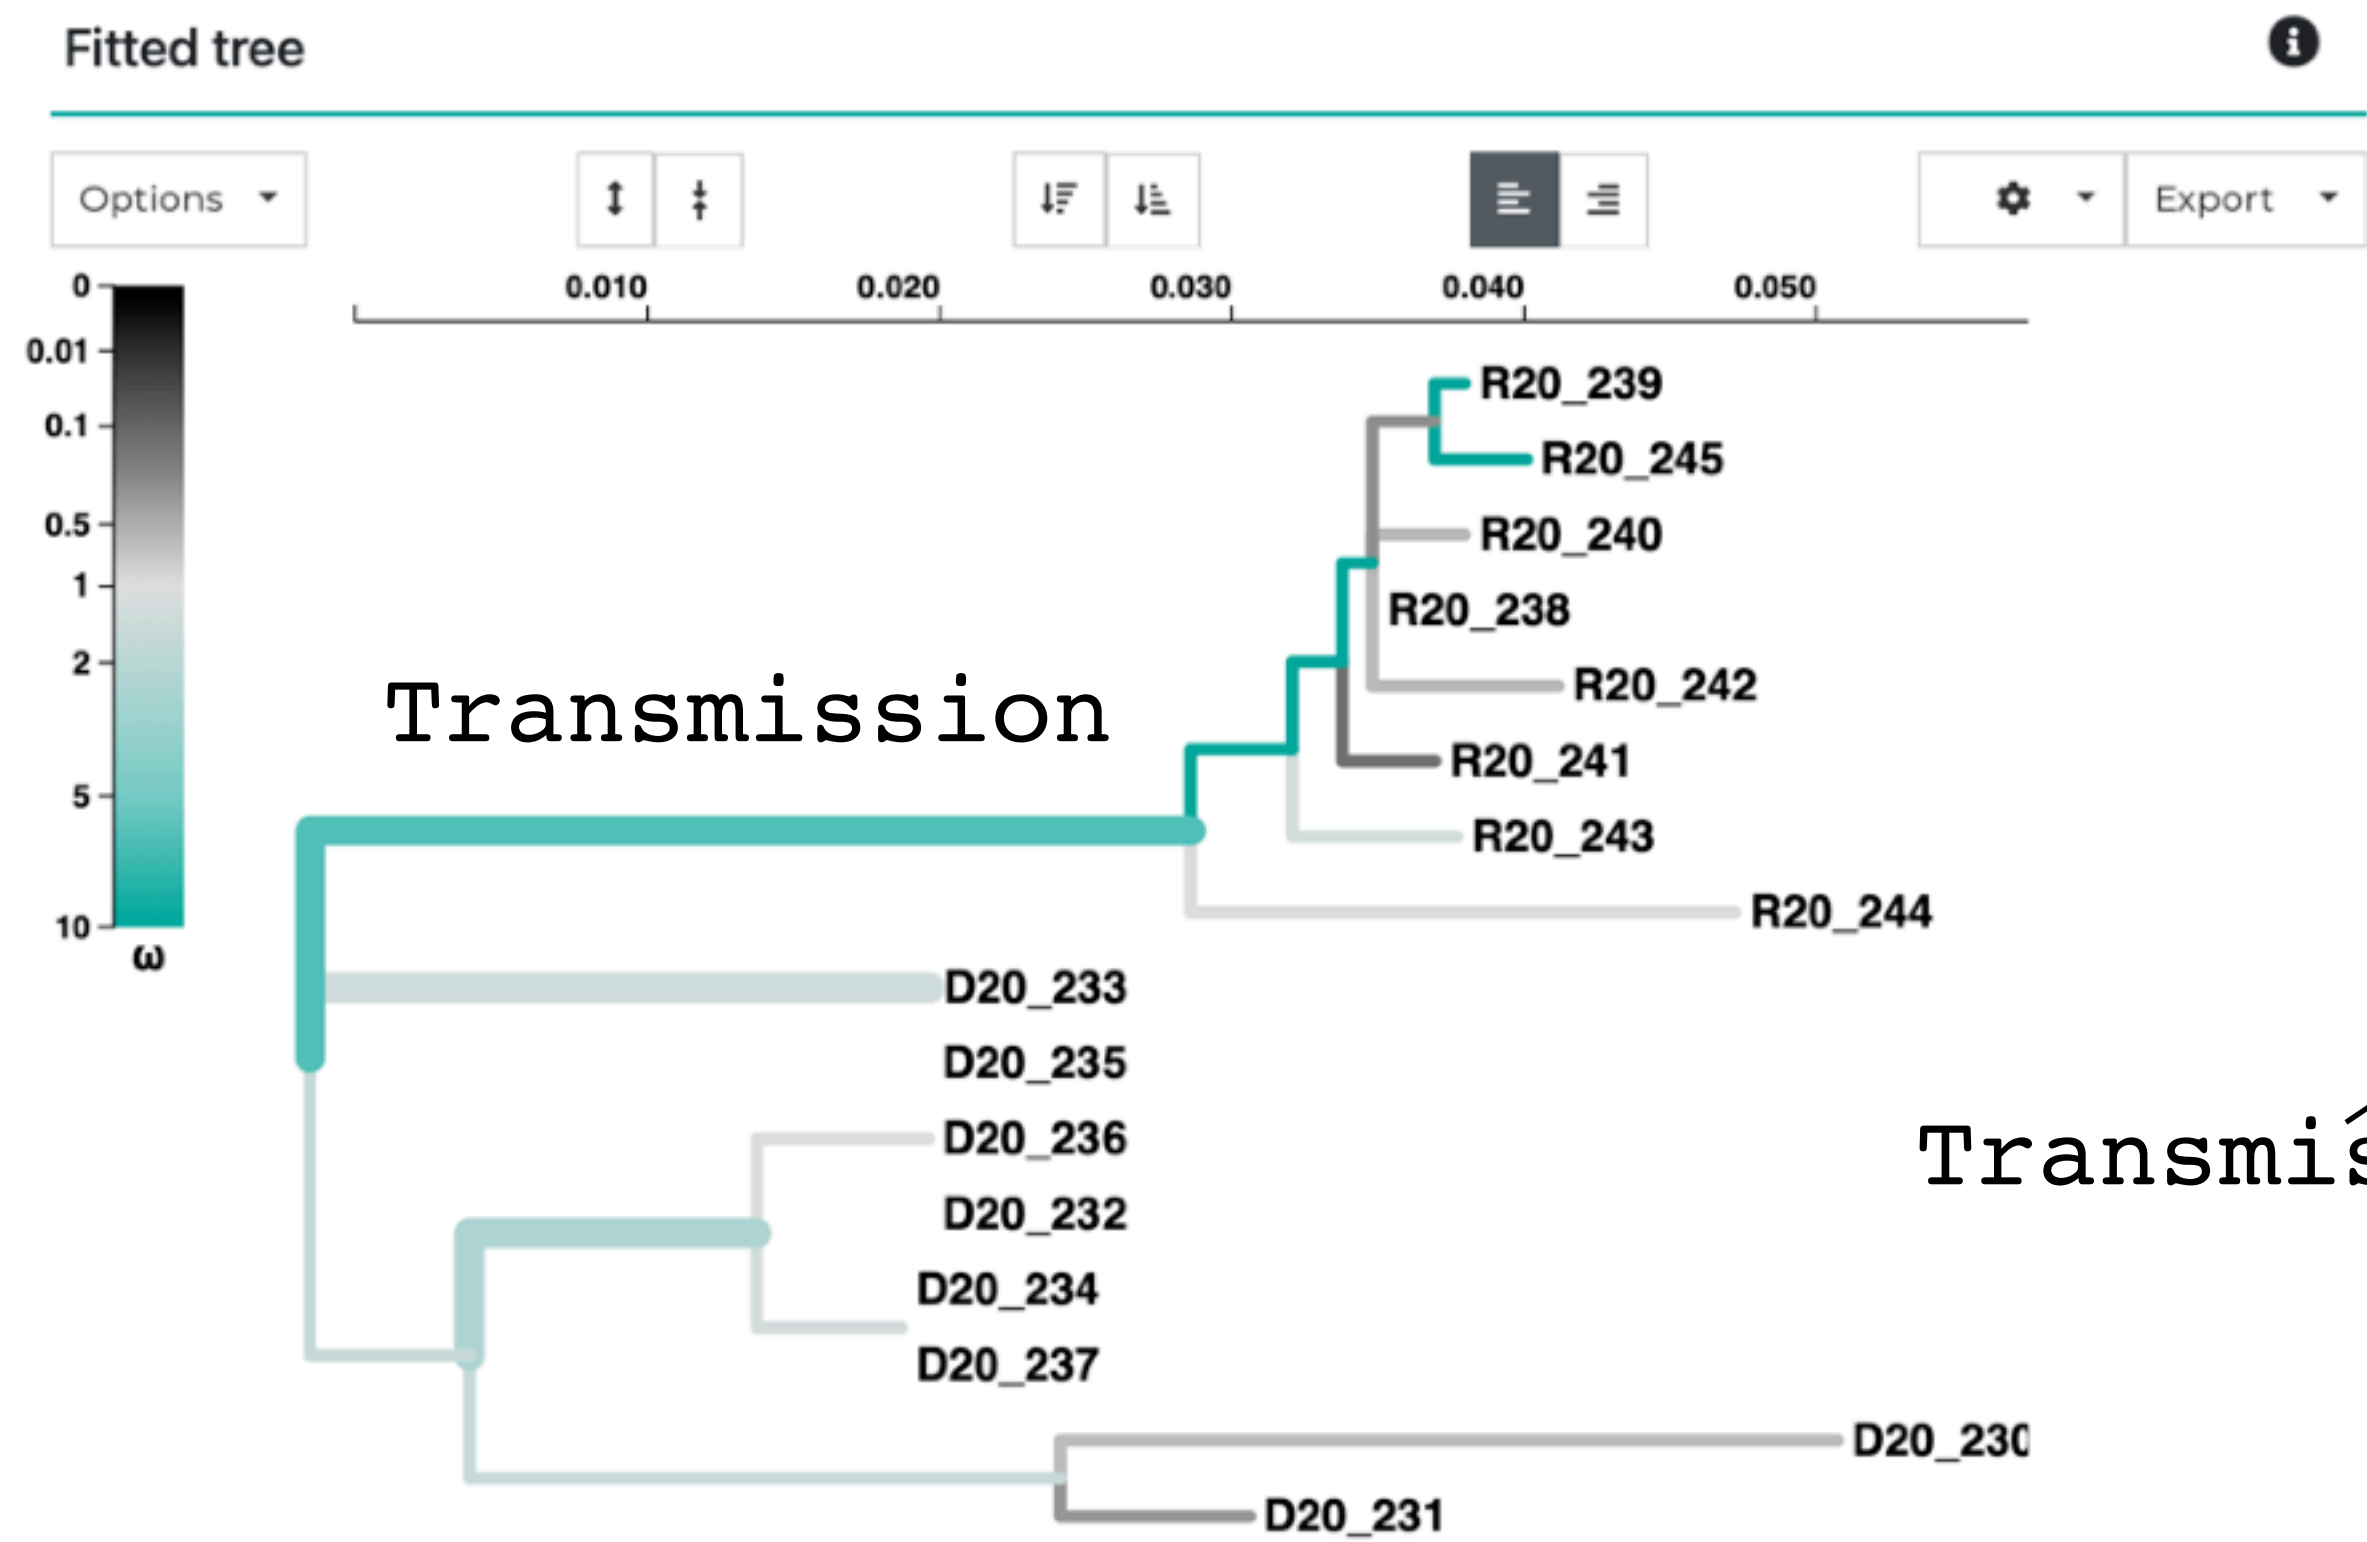 Fitted tree
Options
Export
0.010 0.020 0.030 0.040 0.050
0
0.01
0.1
0.5
1
2
5
10
ω
R20_239
R20_245
R20_240
R20_238
R20_242
R20_241
R20_243
R20_244
Transmission
D20_233
D20_235
D20_236
D20_232
D20_234
D20_237
D20_230
D20_231
Transmis